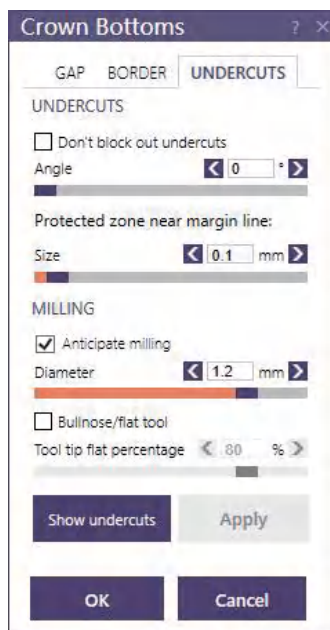 Crown Bottoms ? ×
GAP BORDER UNDERCUTS
UNDERCUTS
Don't block out undercuts
Angle 0 °
Protected zone near margin line:
Size 0.1 mm
MILLING
Anticipate milling
Diameter 1.2 mm
Bullnose/flat tool
Tool tip flat percentage 80 %
Show undercuts Apply
OK Cancel